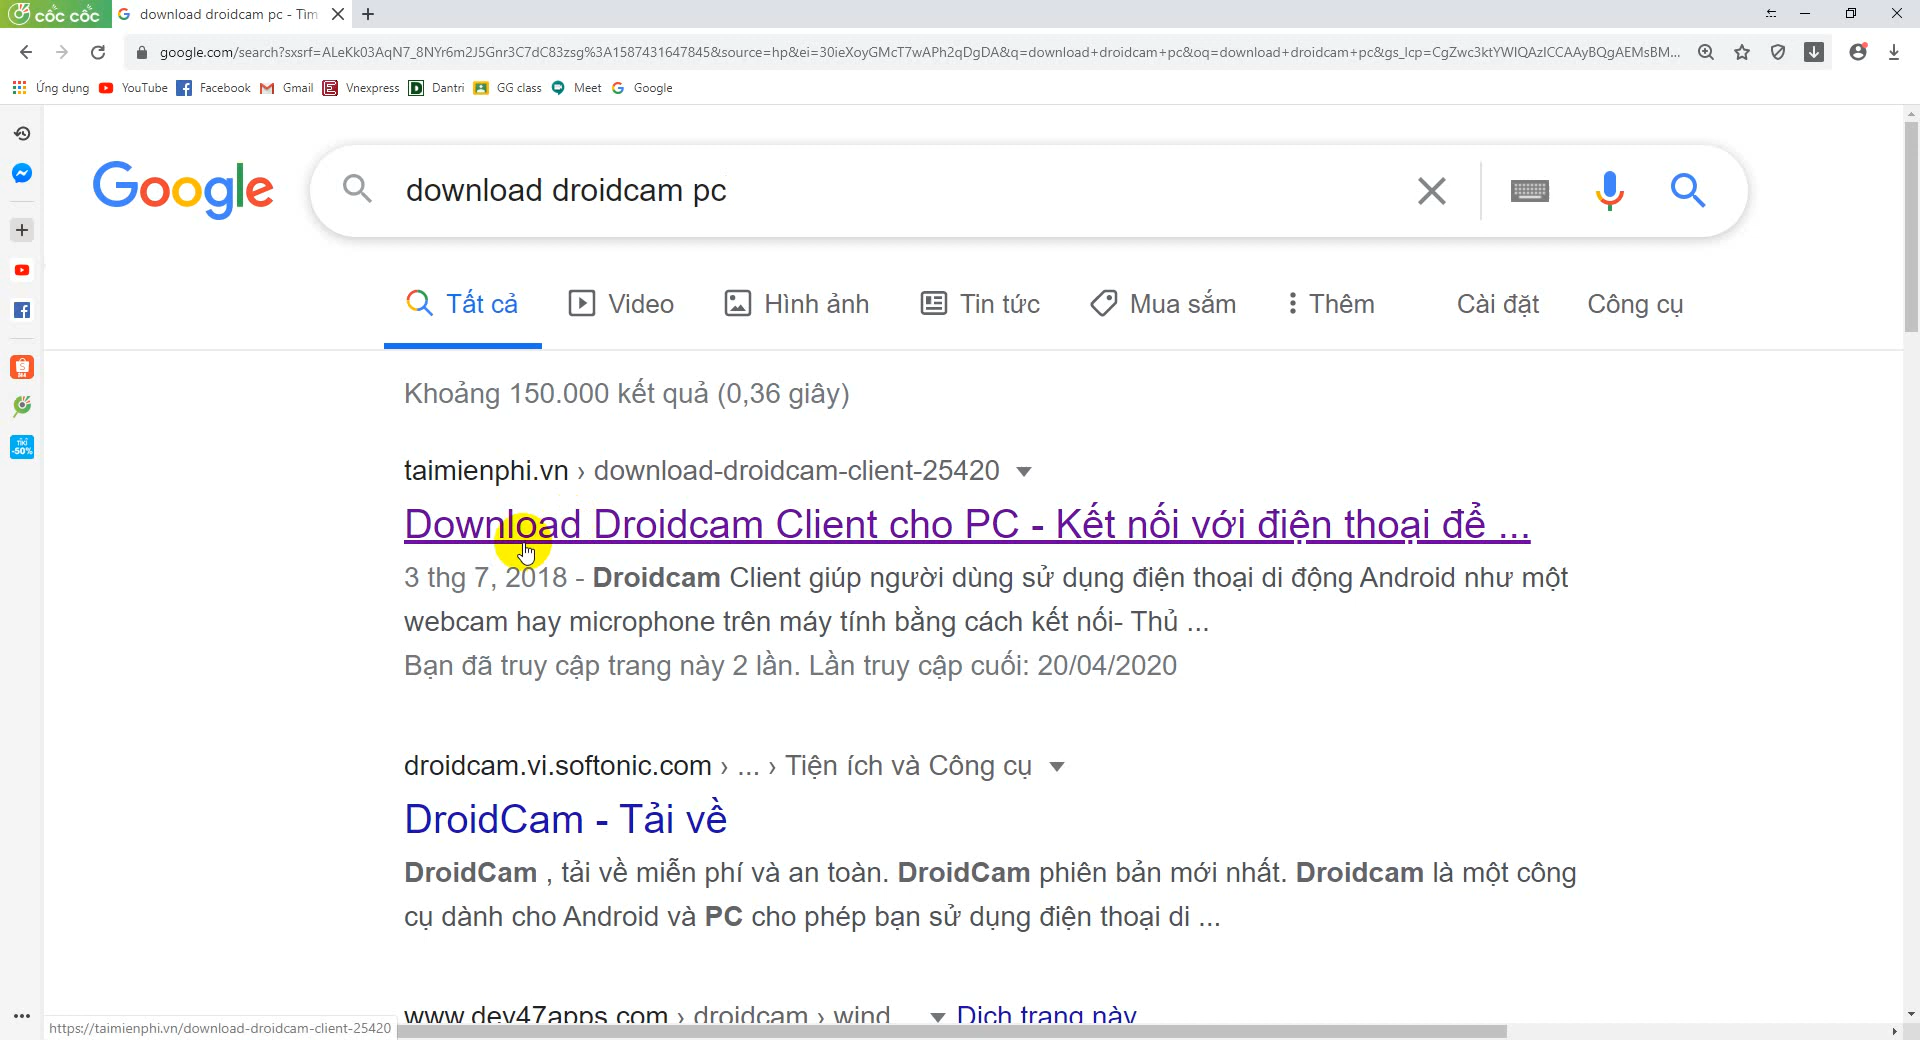 cốc cốc
download droidcam pc - Tìm
google.com/search?sxsrf=ALeKk03AqN7_8NYr6m2J5Gnr3C7dC83zsg%3A1587431647845&source=hp&ei=30ieXoyGMcT7wAPh2qDgDA&q=download+droidcam+pc&oq=download+droidcam+pc&gs_lcp=CgZwc3ktYWIQAzICCAAyBQgAEMsBM...
Ứng dụng YouTube Facebook Gmail Vnexpress Dantri GG class Meet Google
Google
download droidcam pc
Tất cả Video Hình ảnh Tin tức Mua sắm Thêm Cài đặt Công cụ
Khoảng 150.000 kết quả (0,36 giây)
taimienphi.vn › download-droidcam-client-25420
Download Droidcam Client cho PC - Kết nối với điện thoại để ...
3 thg 7, 2018 - Droidcam Client giúp người dùng sử dụng điện thoại di động Android như một
webcam hay microphone trên máy tính bằng cách kết nối- Thủ ...
Bạn đã truy cập trang này 2 lần. Lần truy cập cuối: 20/04/2020
droidcam.vi.softonic.com › ... › Tiện ích và Công cụ
DroidCam - Tải về
DroidCam , tải về miễn phí và an toàn. DroidCam phiên bản mới nhất. Droidcam là một công
cụ dành cho Android và PC cho phép bạn sử dụng điện thoại di ...
www.dev47apps.com › droidcam › wind... Dịch trang này
https://taimienphi.vn/download-droidcam-client-25420
TIKI
-50%